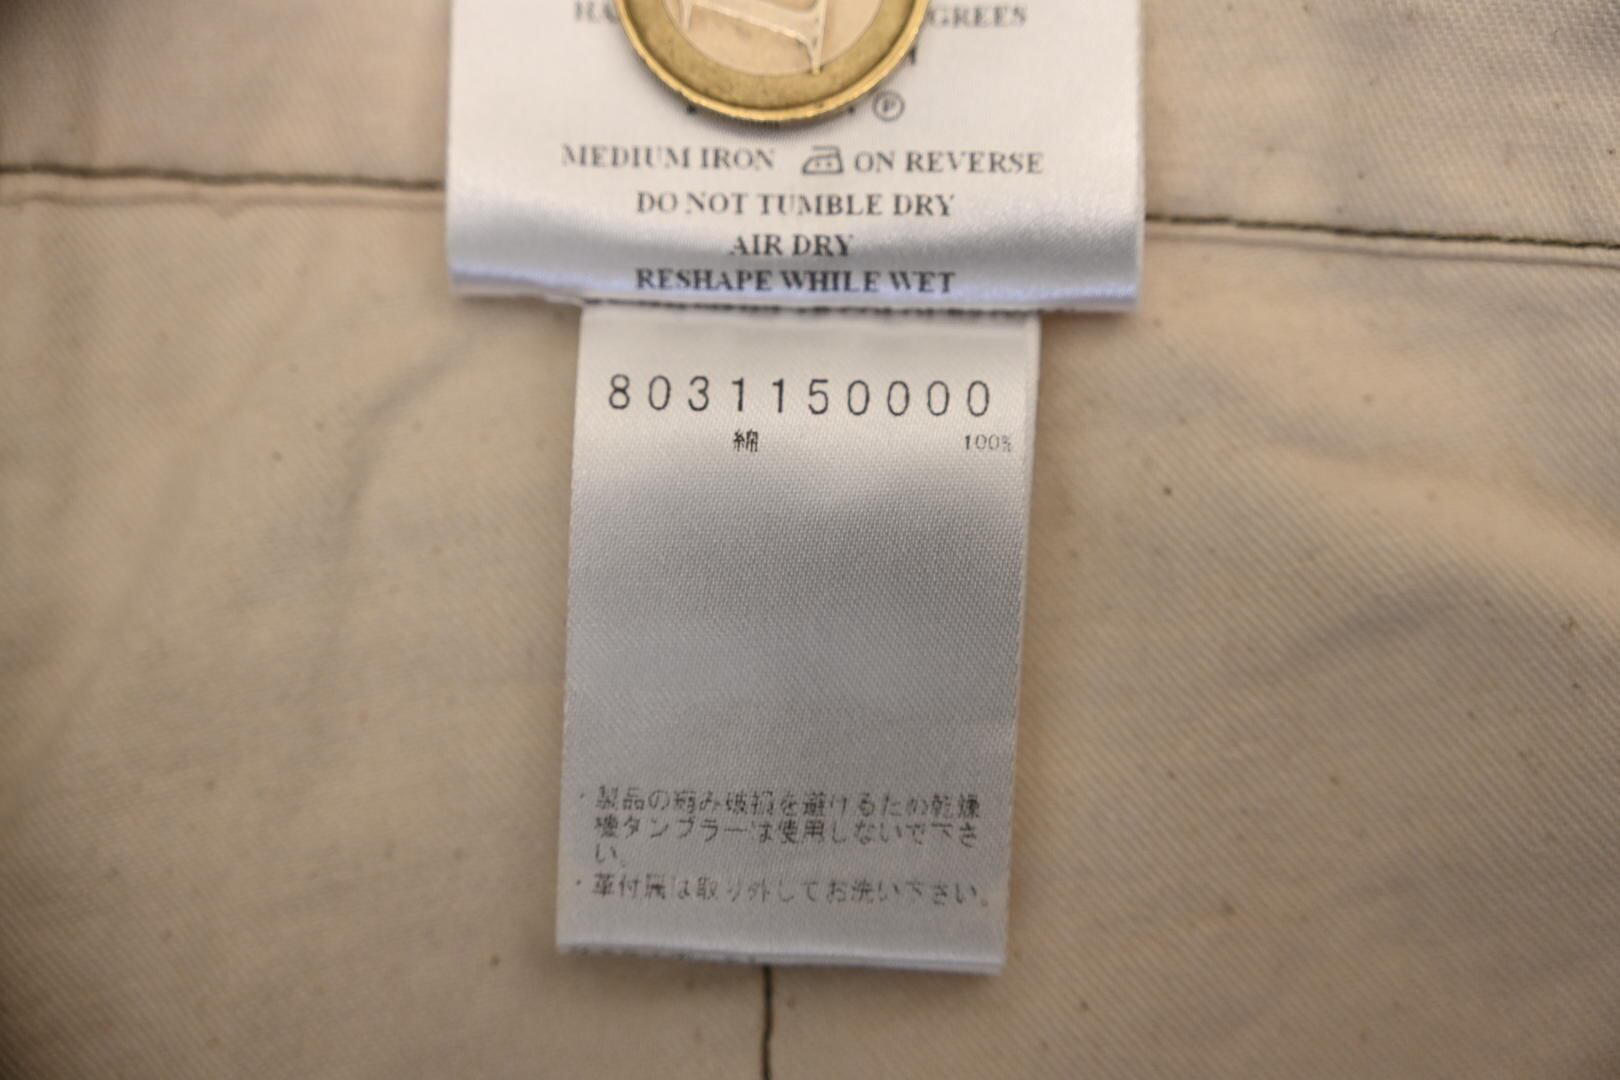 GREES
Ⓟ
MEDIUM IRON ON REVERSE
DO NOT TUMBLE DRY
AIR DRY
RESHAPE WHILE WET
8031150000
綿 100%
・製品の痛み破損を避けるため乾燥
機タンブラーは使用しないで下さ
い。
・革付属は取り外してお洗い下さい。